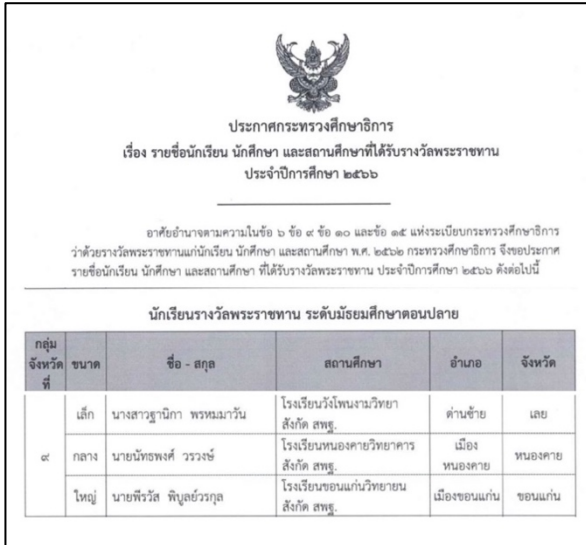 ประกาศกระทรวงศึกษาธิการ
เรื่อง รายชื่อนักเรียน นักศึกษา และสถานศึกษาที่ได้รับรางวัลพระราชทาน
ประจำปีการศึกษา ๒๕๖๖
อาศัยอำนาจตามความในข้อ ๖ ข้อ ๙ ข้อ ๑๐ และข้อ ๑๕ แห่งระเบียบกระทรวงศึกษาธิการ
ว่าด้วยรางวัลพระราชทานแก่นักเรียน นักศึกษา และสถานศึกษา พ.ศ. ๒๕๖๒ กระทรวงศึกษาธิการ จึงขอประกาศ
รายชื่อนักเรียน นักศึกษา และสถานศึกษา ที่ได้รับรางวัลพระราชทาน ประจำปีการศึกษา ๒๕๖๖ ดังต่อไปนี้
นักเรียนรางวัลพระราชทาน ระดับมัธยมศึกษาตอนปลาย
กลุ่ม
จังหวัด ขนาด ชื่อ - สกุล สถานศึกษา อำเภอ จังหวัด
ที่
เล็ก นางสาวฐานิกา พรหมมาวัน โรงเรียนวังโพนงามวิทยา ด่านซ้าย เลย
สังกัด สพฐ.
๙ กลาง นายนัทธพงศ์ วรวงษ์ โรงเรียนหนองคายวิทยาคาร เมือง หนองคาย
สังกัด สพฐ. หนองคาย
ใหญ่ นายพีรวัส พิบูลย์วรกุล โรงเรียนขอนแก่นวิทยายน เมืองขอนแก่น ขอนแก่น
สังกัด สพฐ.